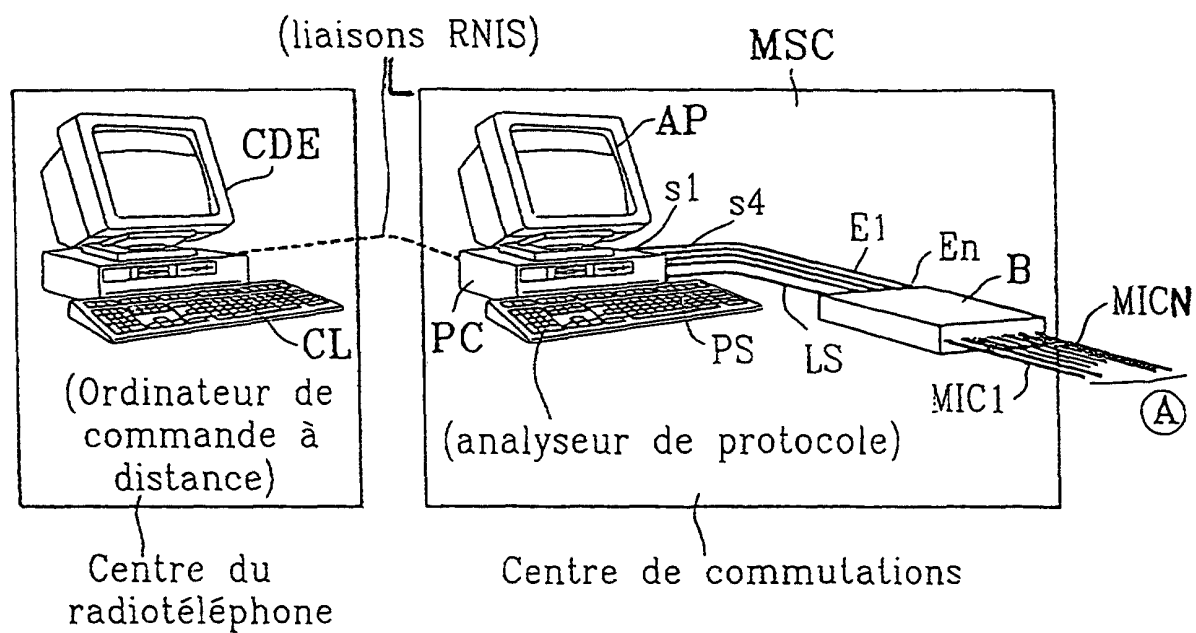 (liaisons RNIS)
MSC
CDE
AP
s1
s4
E1
En
B
MICN
CL
PC
PS
LS
MIC1
A
(Ordinateur de
commande à
distance)
(analyseur de protocole)
Centre du
radiotéléphone
Centre de commutations